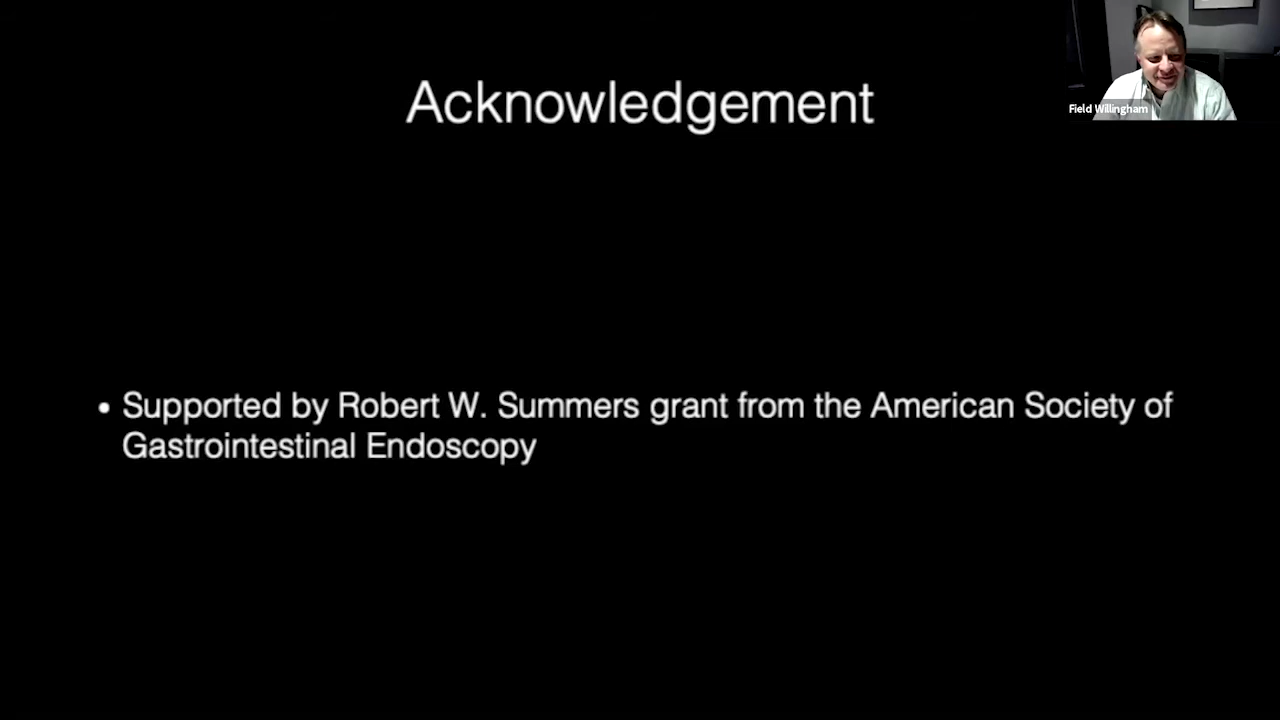 Acknowledgement
Field Willingham
• Supported by Robert W. Summers grant from the American Society of
Gastrointestinal Endoscopy